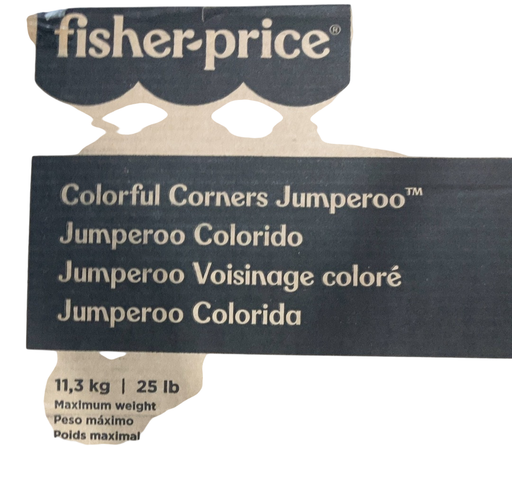 fisher-price®
Colorful Corners Jumperoo™
Jumperoo Colorido
Jumperoo Voisinage coloré
Jumperoo Colorida
11,3 kg | 25 lb
Maximum weight
Peso máximo
Poids maximal